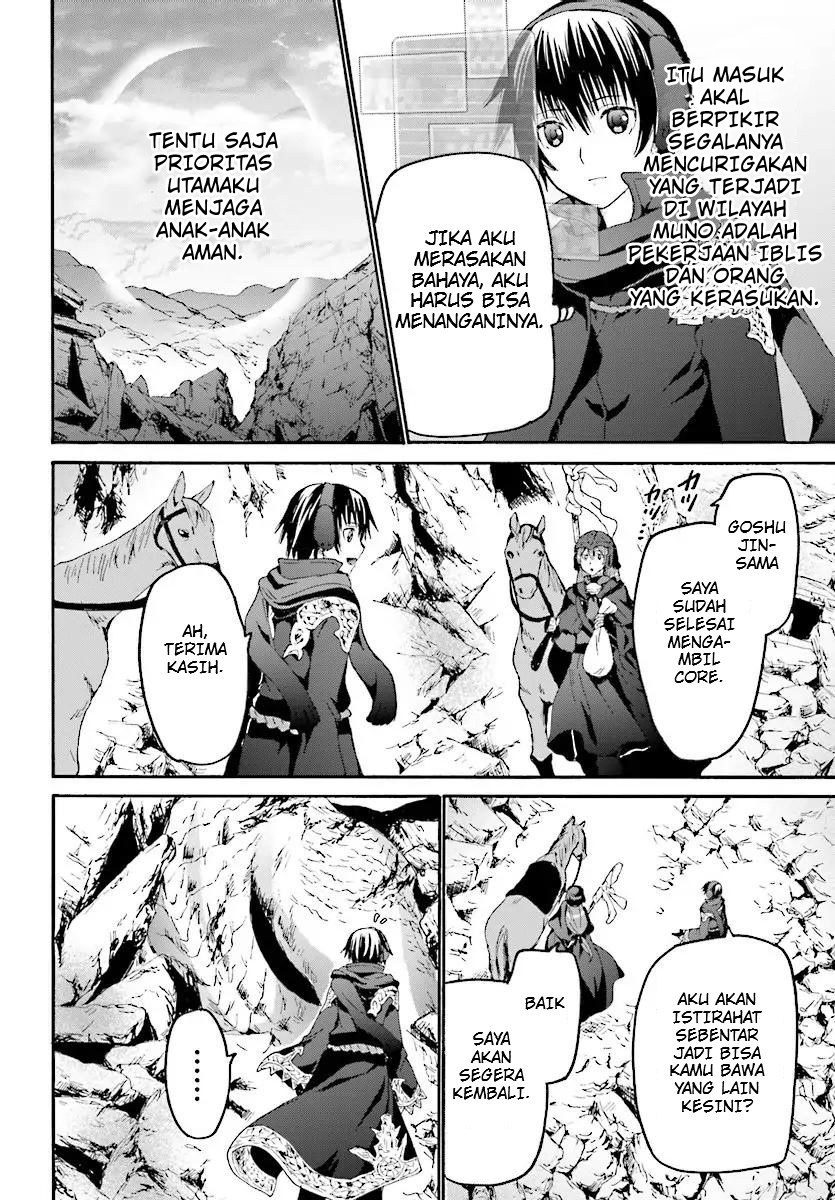 ITU MASUK
AKAL
BERPIKIR
SEGALANYA
MENCURIGAKAN
YANG TERJADI
DI WILAYAH
MUNO ADALAH
PEKERJAAN IBLIS
DAN ORANG
YANG KERASUKAN.
JIKA AKU
MERASAKAN
BAHAYA, AKU
HARUS BISA
MENANGANINYA.
TENTU SAJA
PRIORITAS
UTAMAKU
MENJAGA
ANAK-ANAK
AMAN.
GOSHU
JIN-
SAMA
SAYA
SUDAH
SELESAI
MENGA-
MBIL
CORE.
AH,
TERIMA
KASIH.
AKU AKAN
ISTIRAHAT
SEBENTAR
JADI BISA
KAMU BAWA
YANG LAIN
KESINI?
BAIK
SAYA
AKAN
SEGERA
KEMBALI.
......